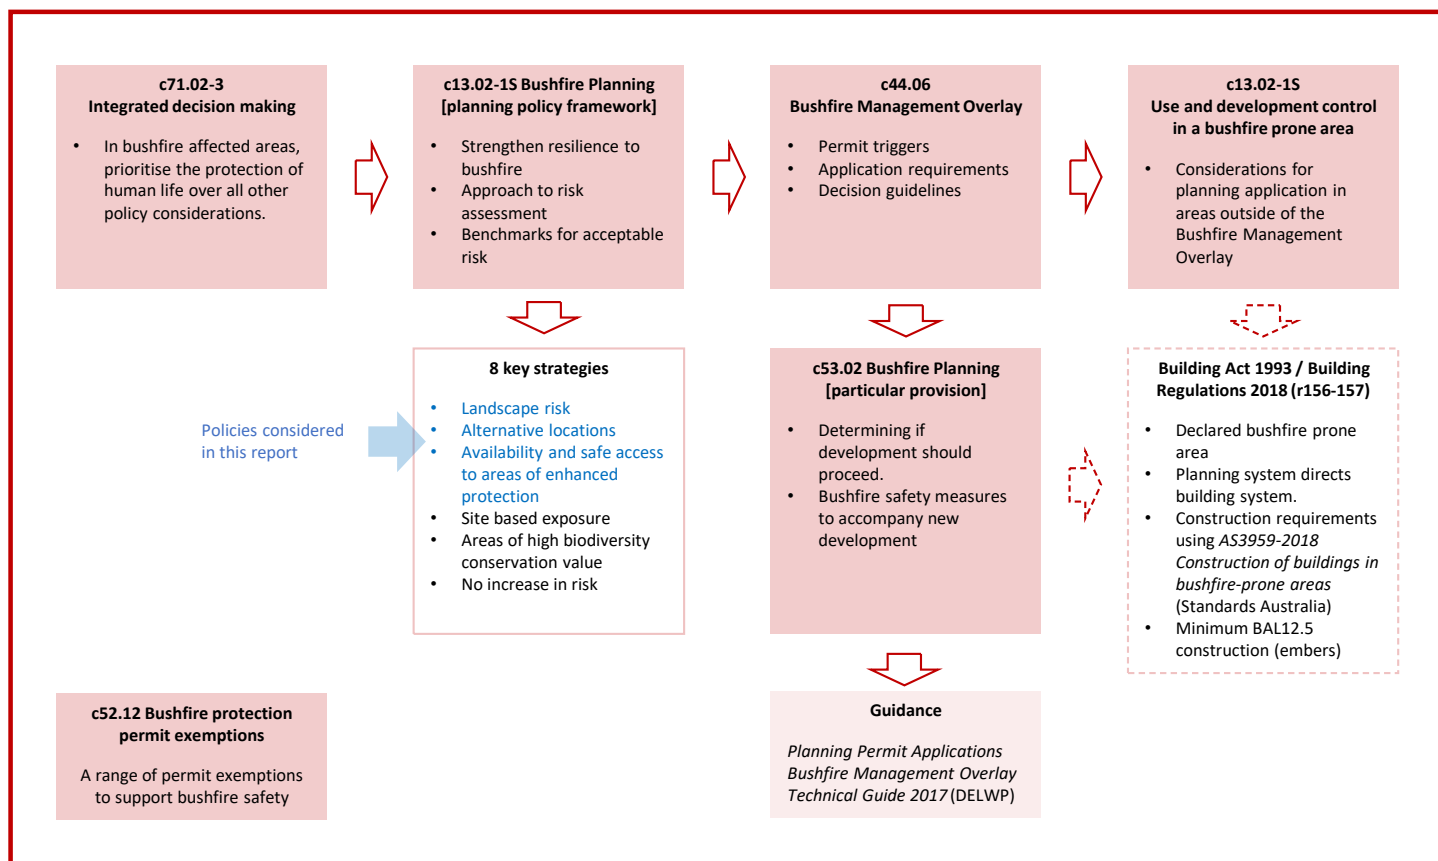 c71.02-3
Integrated decision making
• In bushfire affected areas,
prioritise the protection of
human life over all other
policy considerations.
c13.02-1S Bushfire Planning
[planning policy framework]
• Strengthen resilience to
bushfire
• Approach to risk
assessment
• Benchmarks for acceptable
risk
c44.06
Bushfire Management Overlay
• Permit triggers
• Application requirements
• Decision guidelines
c13.02-1S
Use and development control
in a bushfire prone area
• Considerations for
planning application in
areas outside of the
Bushfire Management
Overlay
Policies considered
in this report
8 key strategies
• Landscape risk
• Alternative locations
• Availability and safe access
to areas of enhanced
protection
• Site based exposure
• Areas of high biodiversity
conservation value
• No increase in risk
c53.02 Bushfire Planning
[particular provision]
• Determining if
development should
proceed.
• Bushfire safety measures
to accompany new
development
Building Act 1993 / Building
Regulations 2018 (r156-157)
• Declared bushfire prone
area
• Planning system directs
building system.
• Construction requirements
using AS3959-2018
Construction of buildings in
bushfire-prone areas
(Standards Australia)
• Minimum BAL12.5
construction (embers)
c52.12 Bushfire protection
permit exemptions
A range of permit exemptions
to support bushfire safety
Guidance
Planning Permit Applications
Bushfire Management Overlay
Technical Guide 2017 (DELWP)